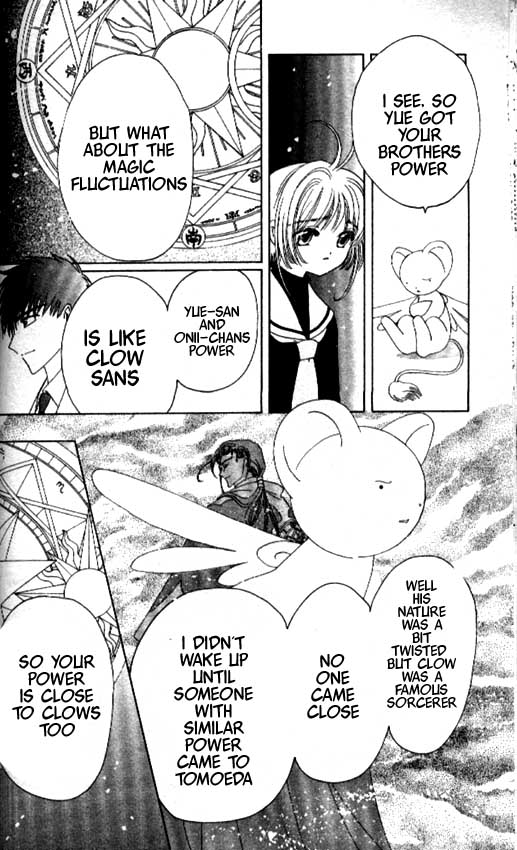 I SEE. SO
YUE GOT
YOUR
BROTHERS
POWER
BUT WHAT
ABOUT THE
MAGIC
FLUCTUATIONS
YUE-SAN
AND
ONII-CHANS
POWER
IS LIKE
CLOW
SANS
WELL
HIS
NATURE
WAS A
BIT
TWISTED
BUT CLOW
WAS A
FAMOUS
SORCERER
NO
ONE
CAME
CLOSE
I DIDN'T
WAKE UP
UNTIL
SOMEONE
WITH
SIMILAR
POWER
CAME TO
TOMOEDA
SO YOUR
POWER
IS CLOSE
TO CLOWS
TOO